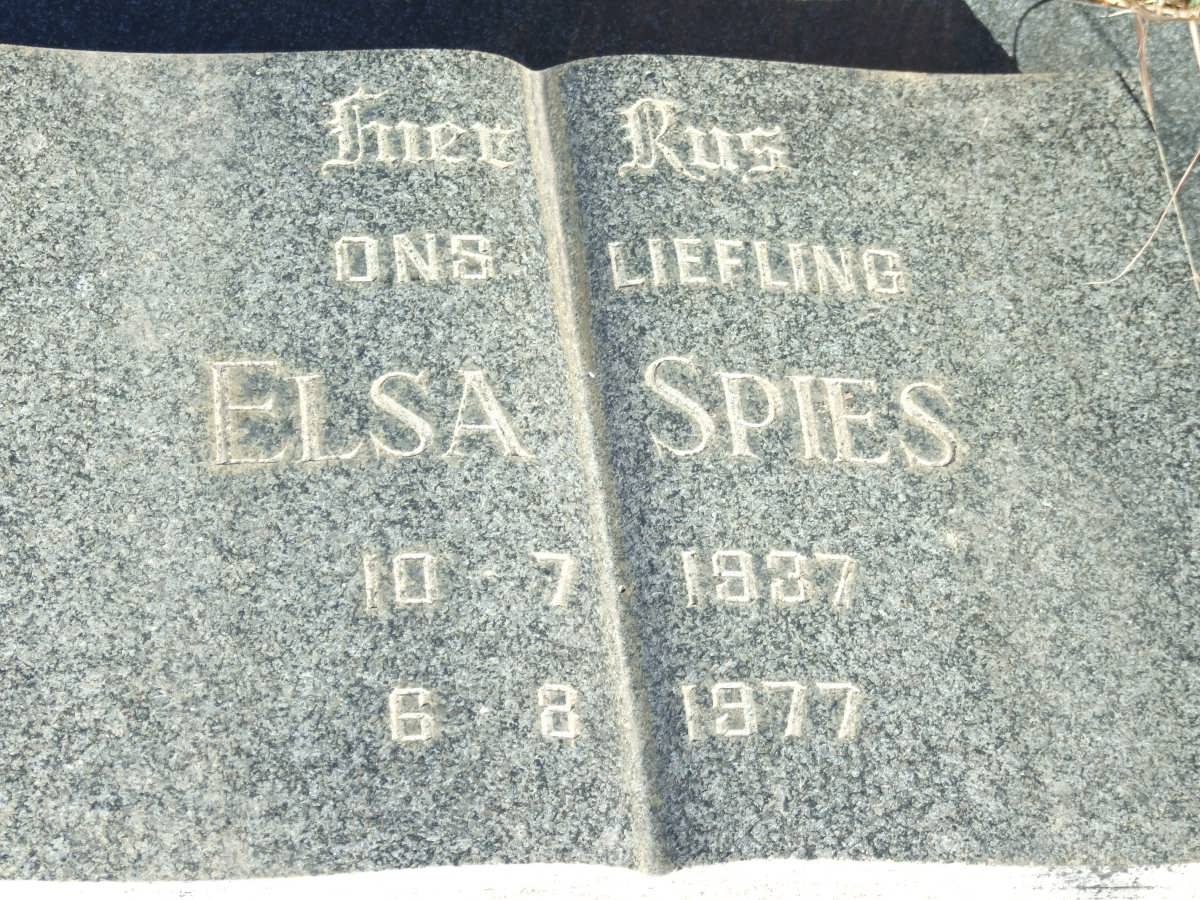 Hier Rus
ONS LIEFLING
ELSA SPIES
10 · 7 · 1937
6 · 8 · 1977